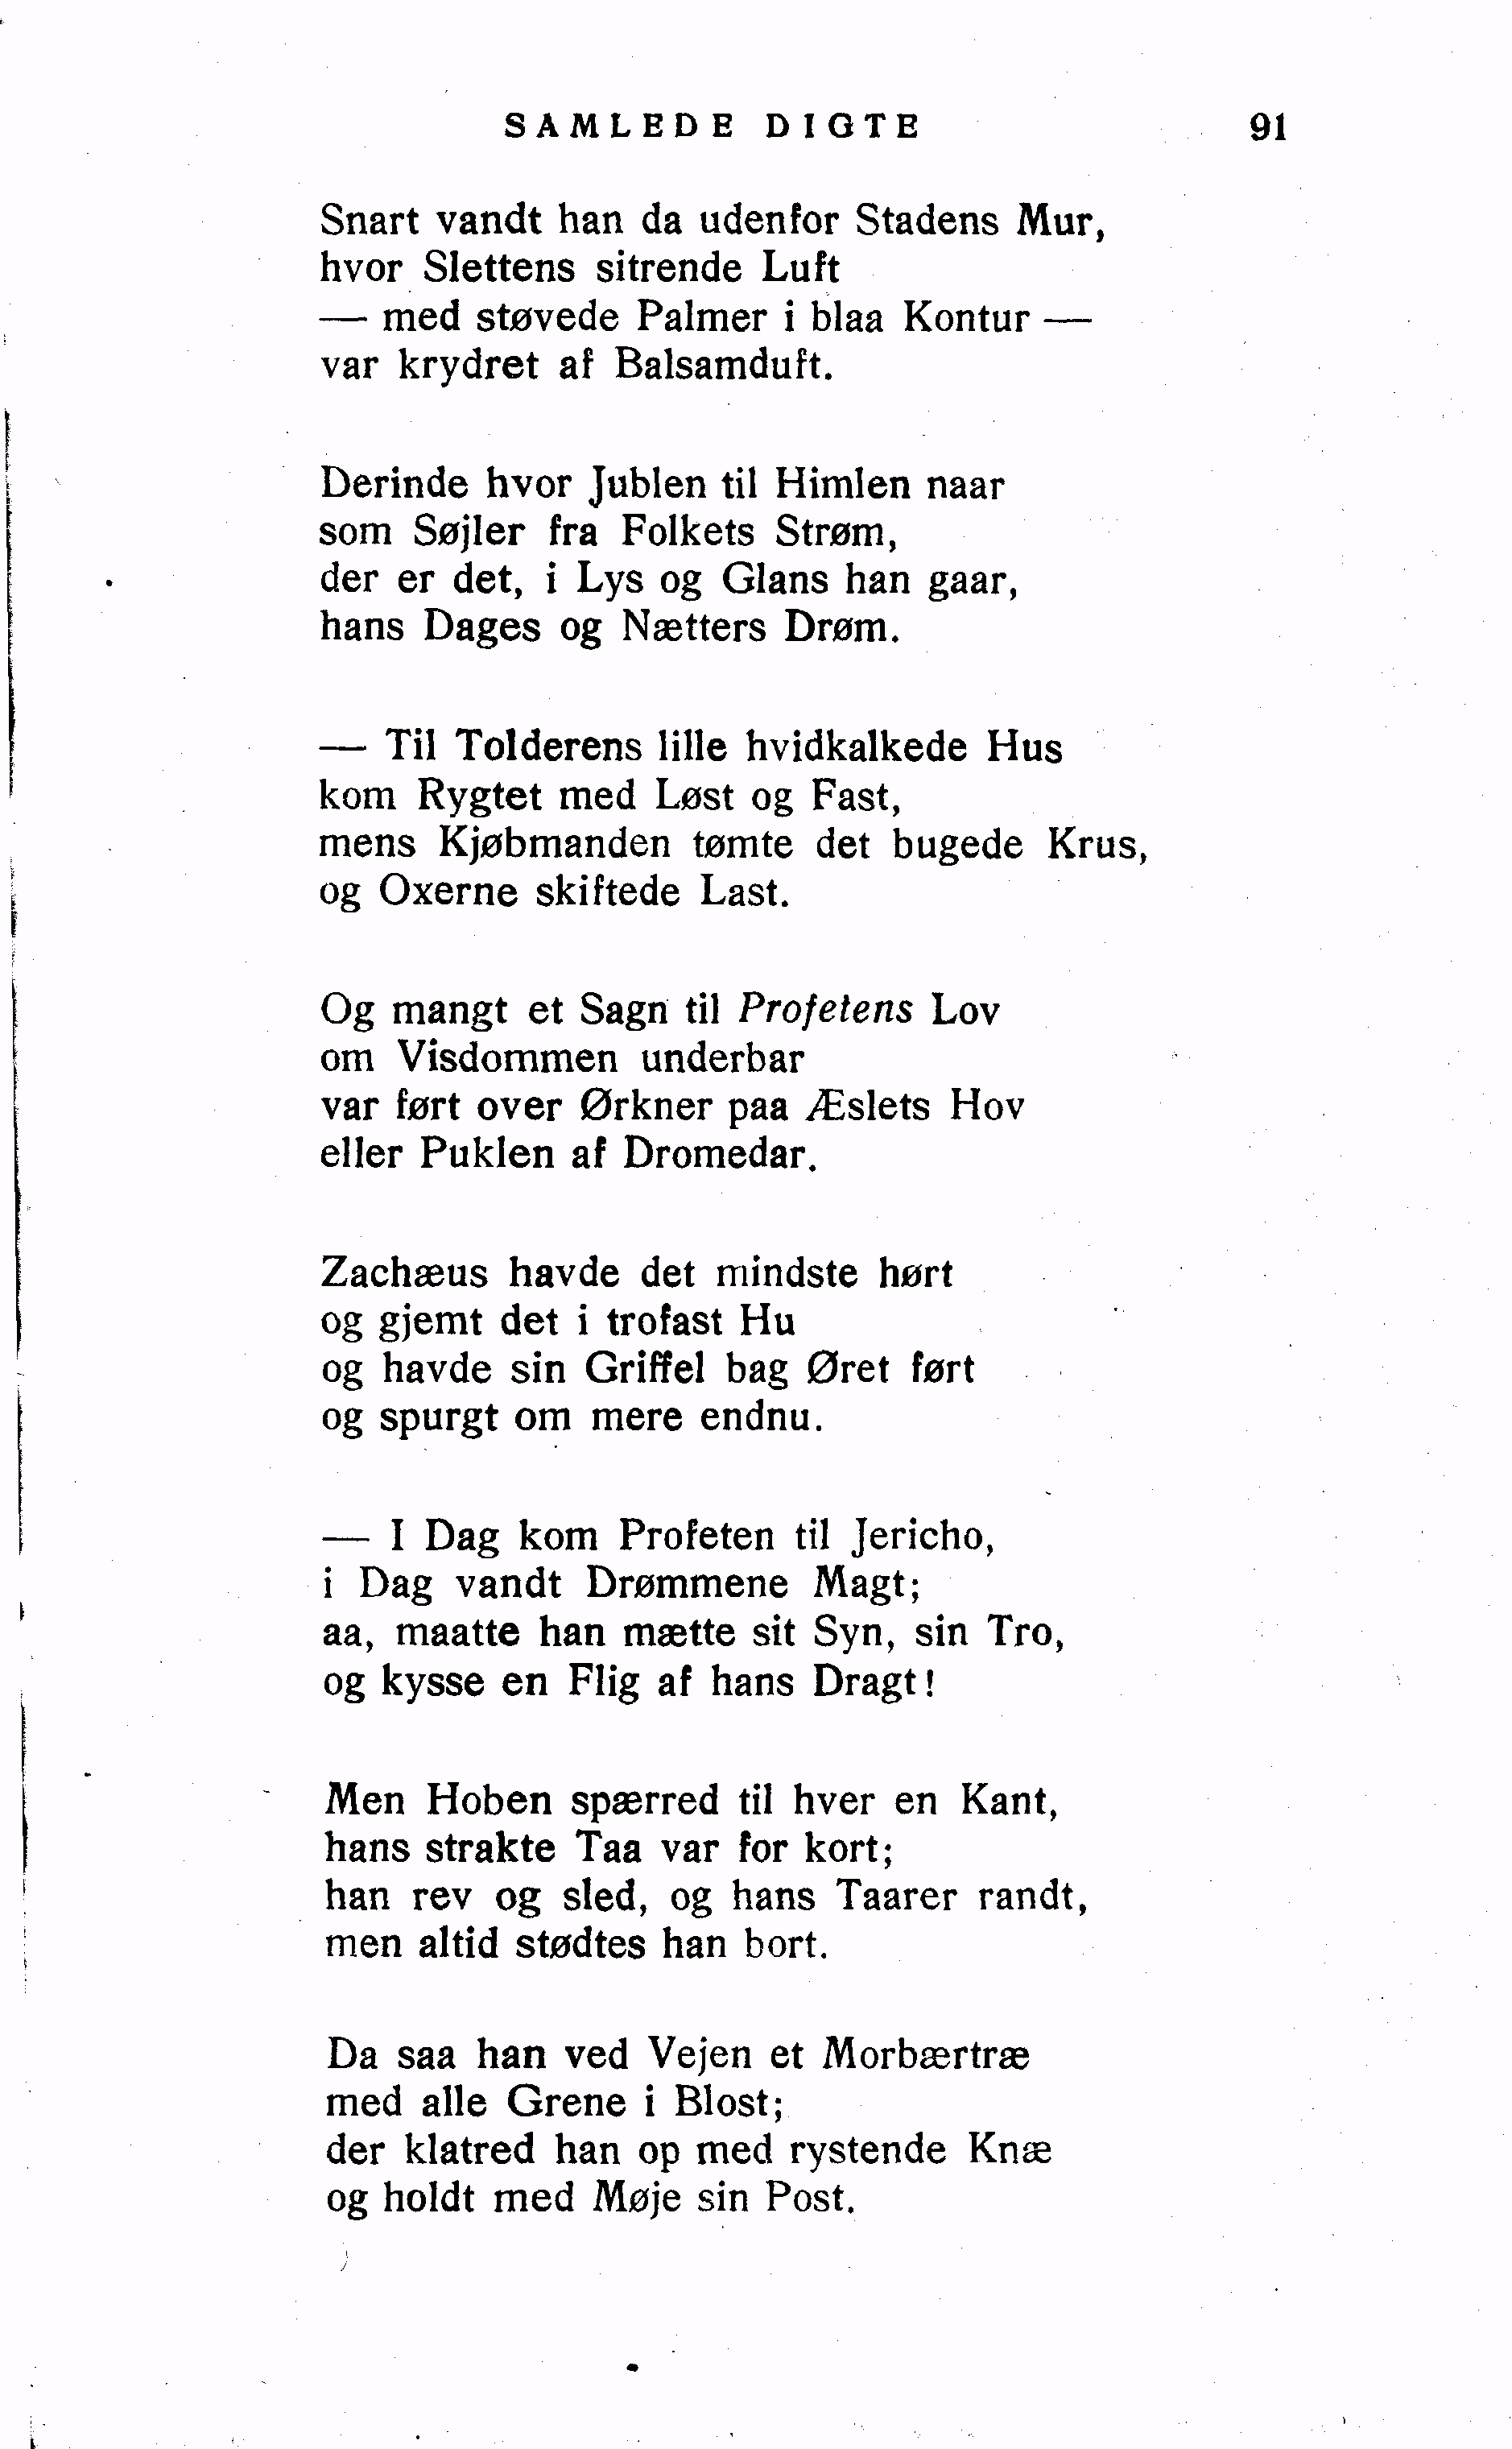 SAMLEDE DIGTE 91
Snart vandt han da udenfor Stadens Mur,
hvor Slettens sitrende Luft
— med støvede Palmer i blaa Kontur —
var krydret af Balsamduft.
Derinde hvor Jublen til Himlen naar
som Søjler fra Folkets Strøm,
der er det, i Lys og Glans han gaar,
hans Dages og Nætters Drøm.
— Til Tolderens lille hvidkalkede Hus
kom Rygtet med Løst og Fast,
mens Kjøbmanden tømte det bugede Krus,
og Oxerne skiftede Last.
Og mangt et Sagn til Profetens Lov
om Visdommen underbar
var ført over Ørkner paa Æslets Hov
eller Puklen af Dromedar.
Zachæus havde det mindste hørt
og gjemt det i trofast Hu
og havde sin Griffel bag Øret ført
og spurgt om mere endnu.
— I Dag kom Profeten til Jericho,
i Dag vandt Drømmene Magt;
aa, maatte han mætte sit Syn, sin Tro,
og kysse en Flig af hans Dragt!
Men Hoben spærred til hver en Kant,
hans strakte Taa var for kort;
han rev og sled, og hans Taarer randt,
men altid stødtes han bort.
Da saa han ved Vejen et Morbærtræ
med alle Grene i Blost;
der klatred han op med rystende Knæ
og holdt med Møje sin Post.